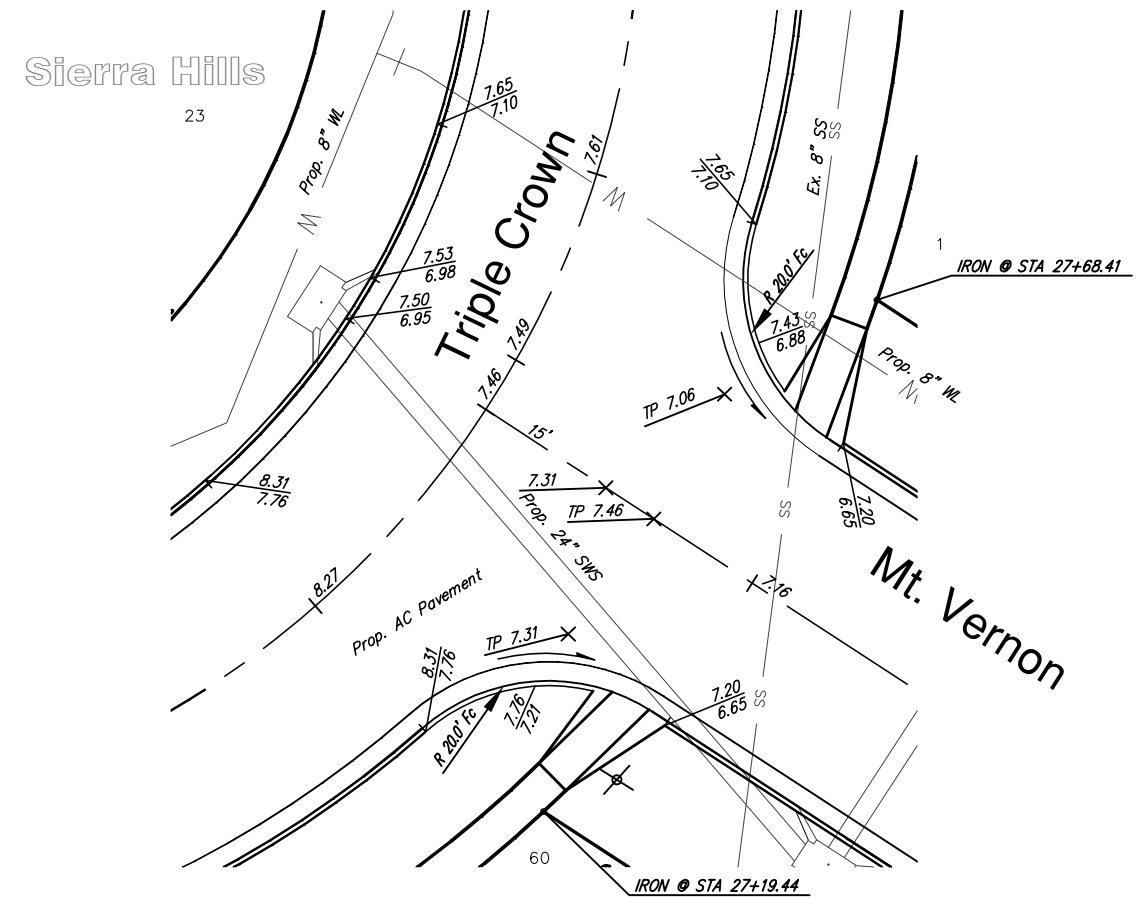 Sierra Hills
23
Prop. 8" WL
W
7.65
7.10
7.61
Triple Crown
W
7.65
7.10
Ex. 8" SS
SS
1
IRON @ STA 27+68.41
7.53
6.98
7.50
6.95
R 20.0' Fc
7.43
6.88
SS
Prop. 8" WL
W
7.49
7.46
15'
TP 7.06
8.31
7.76
7.31
TP 7.46
Prop. 24" SWS
SS
7.20
6.65
Mt. Vernon
8.27
7.16
Prop. AC Pavement
TP 7.31
8.31
7.76
R 20.0' Fc
7.76
7.21
7.20
6.65
SS
60
IRON @ STA 27+19.44